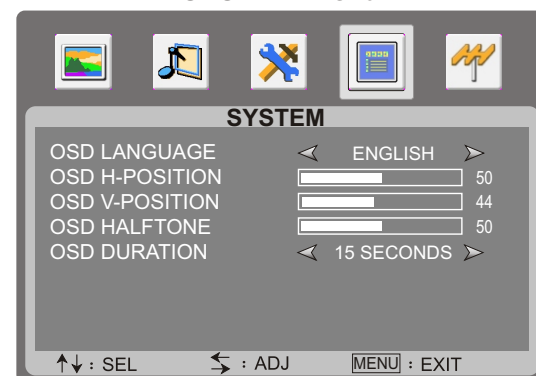 SYSTEM
OSD LANGUAGE ENGLISH
OSD H-POSITION 50
OSD V-POSITION 44
OSD HALFTONE 50
OSD DURATION 15 SECONDS
: SEL : ADJ MENU : EXIT